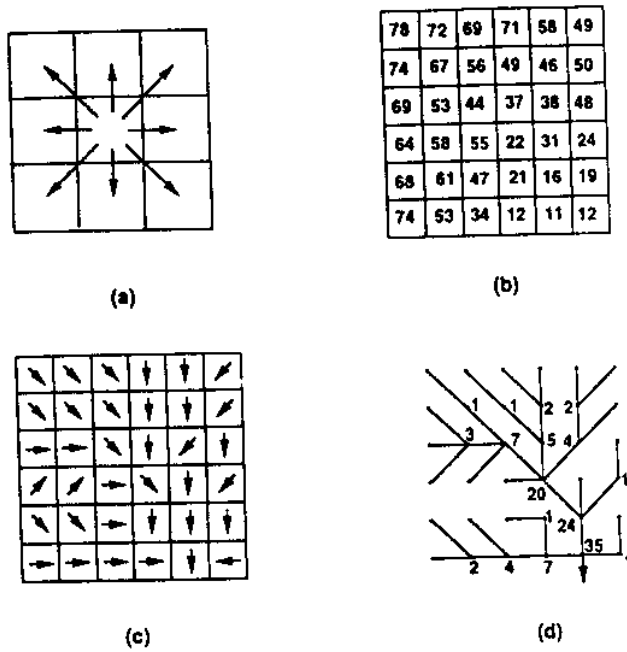 78 72 69 71 58 49
74 67 56 49 46 50
69 53 44 37 38 48
64 58 55 22 31 24
68 61 47 21 16 19
74 53 34 12 11 12
(a)
(b)
1 1 2 2
3 7 5 4
20
1 24
35
2 4 7
(c)
(d)